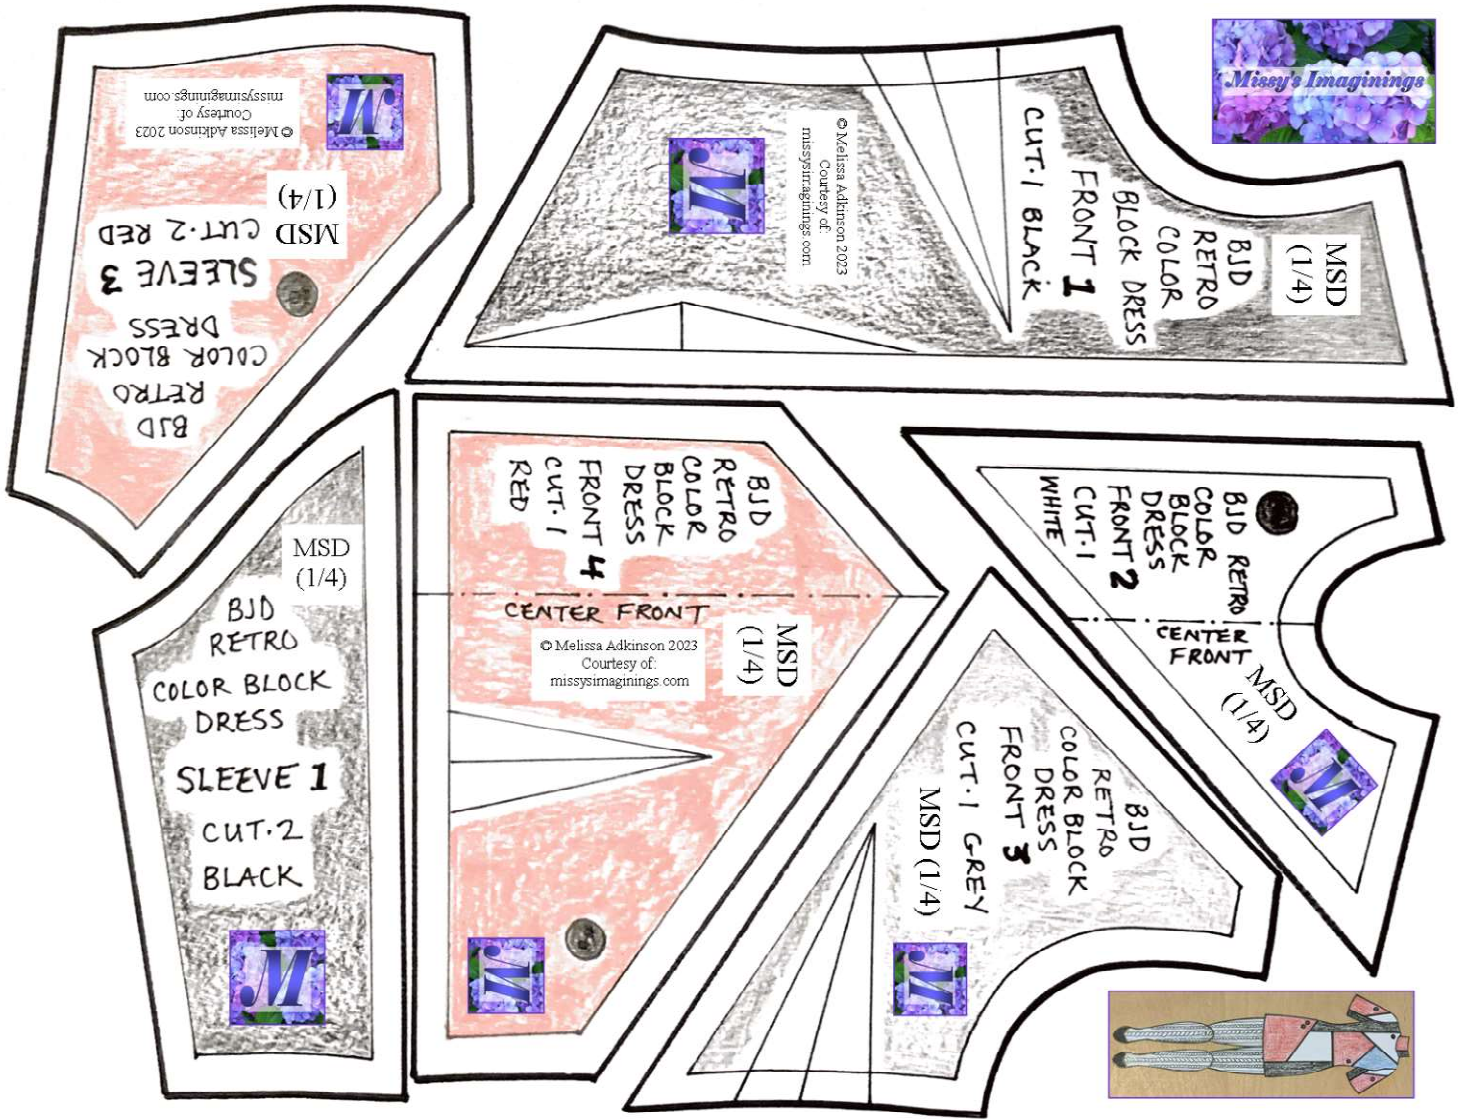 © Melissa Adkinson 2023
Courtesy of:
missysimaginings.com
M
MSD
(1/4)
BJD
RETRO
COLOR BLOCK
DRESS
SLEEVE 3
CUT·2 RED
M
© Melissa Adkinson 2023
Courtesy of:
missysimaginings.com
BJD
RETRO
COLOR
BLOCK DRESS
FRONT 1
CUT·1 BLACK
MSD
(1/4)
Missy's Imaginings
MSD
(1/4)
BJD
RETRO
COLOR BLOCK
DRESS
SLEEVE 1
CUT·2
BLACK
M
BJD
RETRO
COLOR
BLOCK
DRESS
FRONT 4
CUT·1
RED
CENTER FRONT
© Melissa Adkinson 2023
Courtesy of:
missysimaginings.com
MSD
(1/4)
M
BJD RETRO
COLOR
BLOCK
DRESS
FRONT 2
CUT·1
WHITE
CENTER
FRONT
MSD
(1/4)
M
BJD
RETRO
COLOR BLOCK
DRESS
FRONT 3
CUT·1 GREY
MSD (1/4)
M